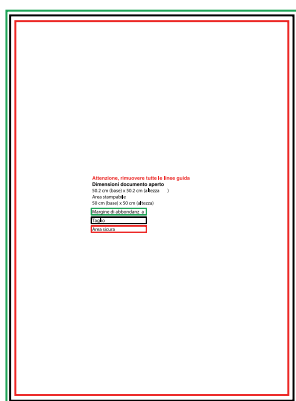 Attenzione, rimuovere tutte le linee guida
Dimensioni documento aperto
50.2 cm (base) x 50.2 cm (altezza )
Area stampabile
50 cm (base) x 50 cm (altezza)
Margine di abbondanz a
Taglio
Area sicura